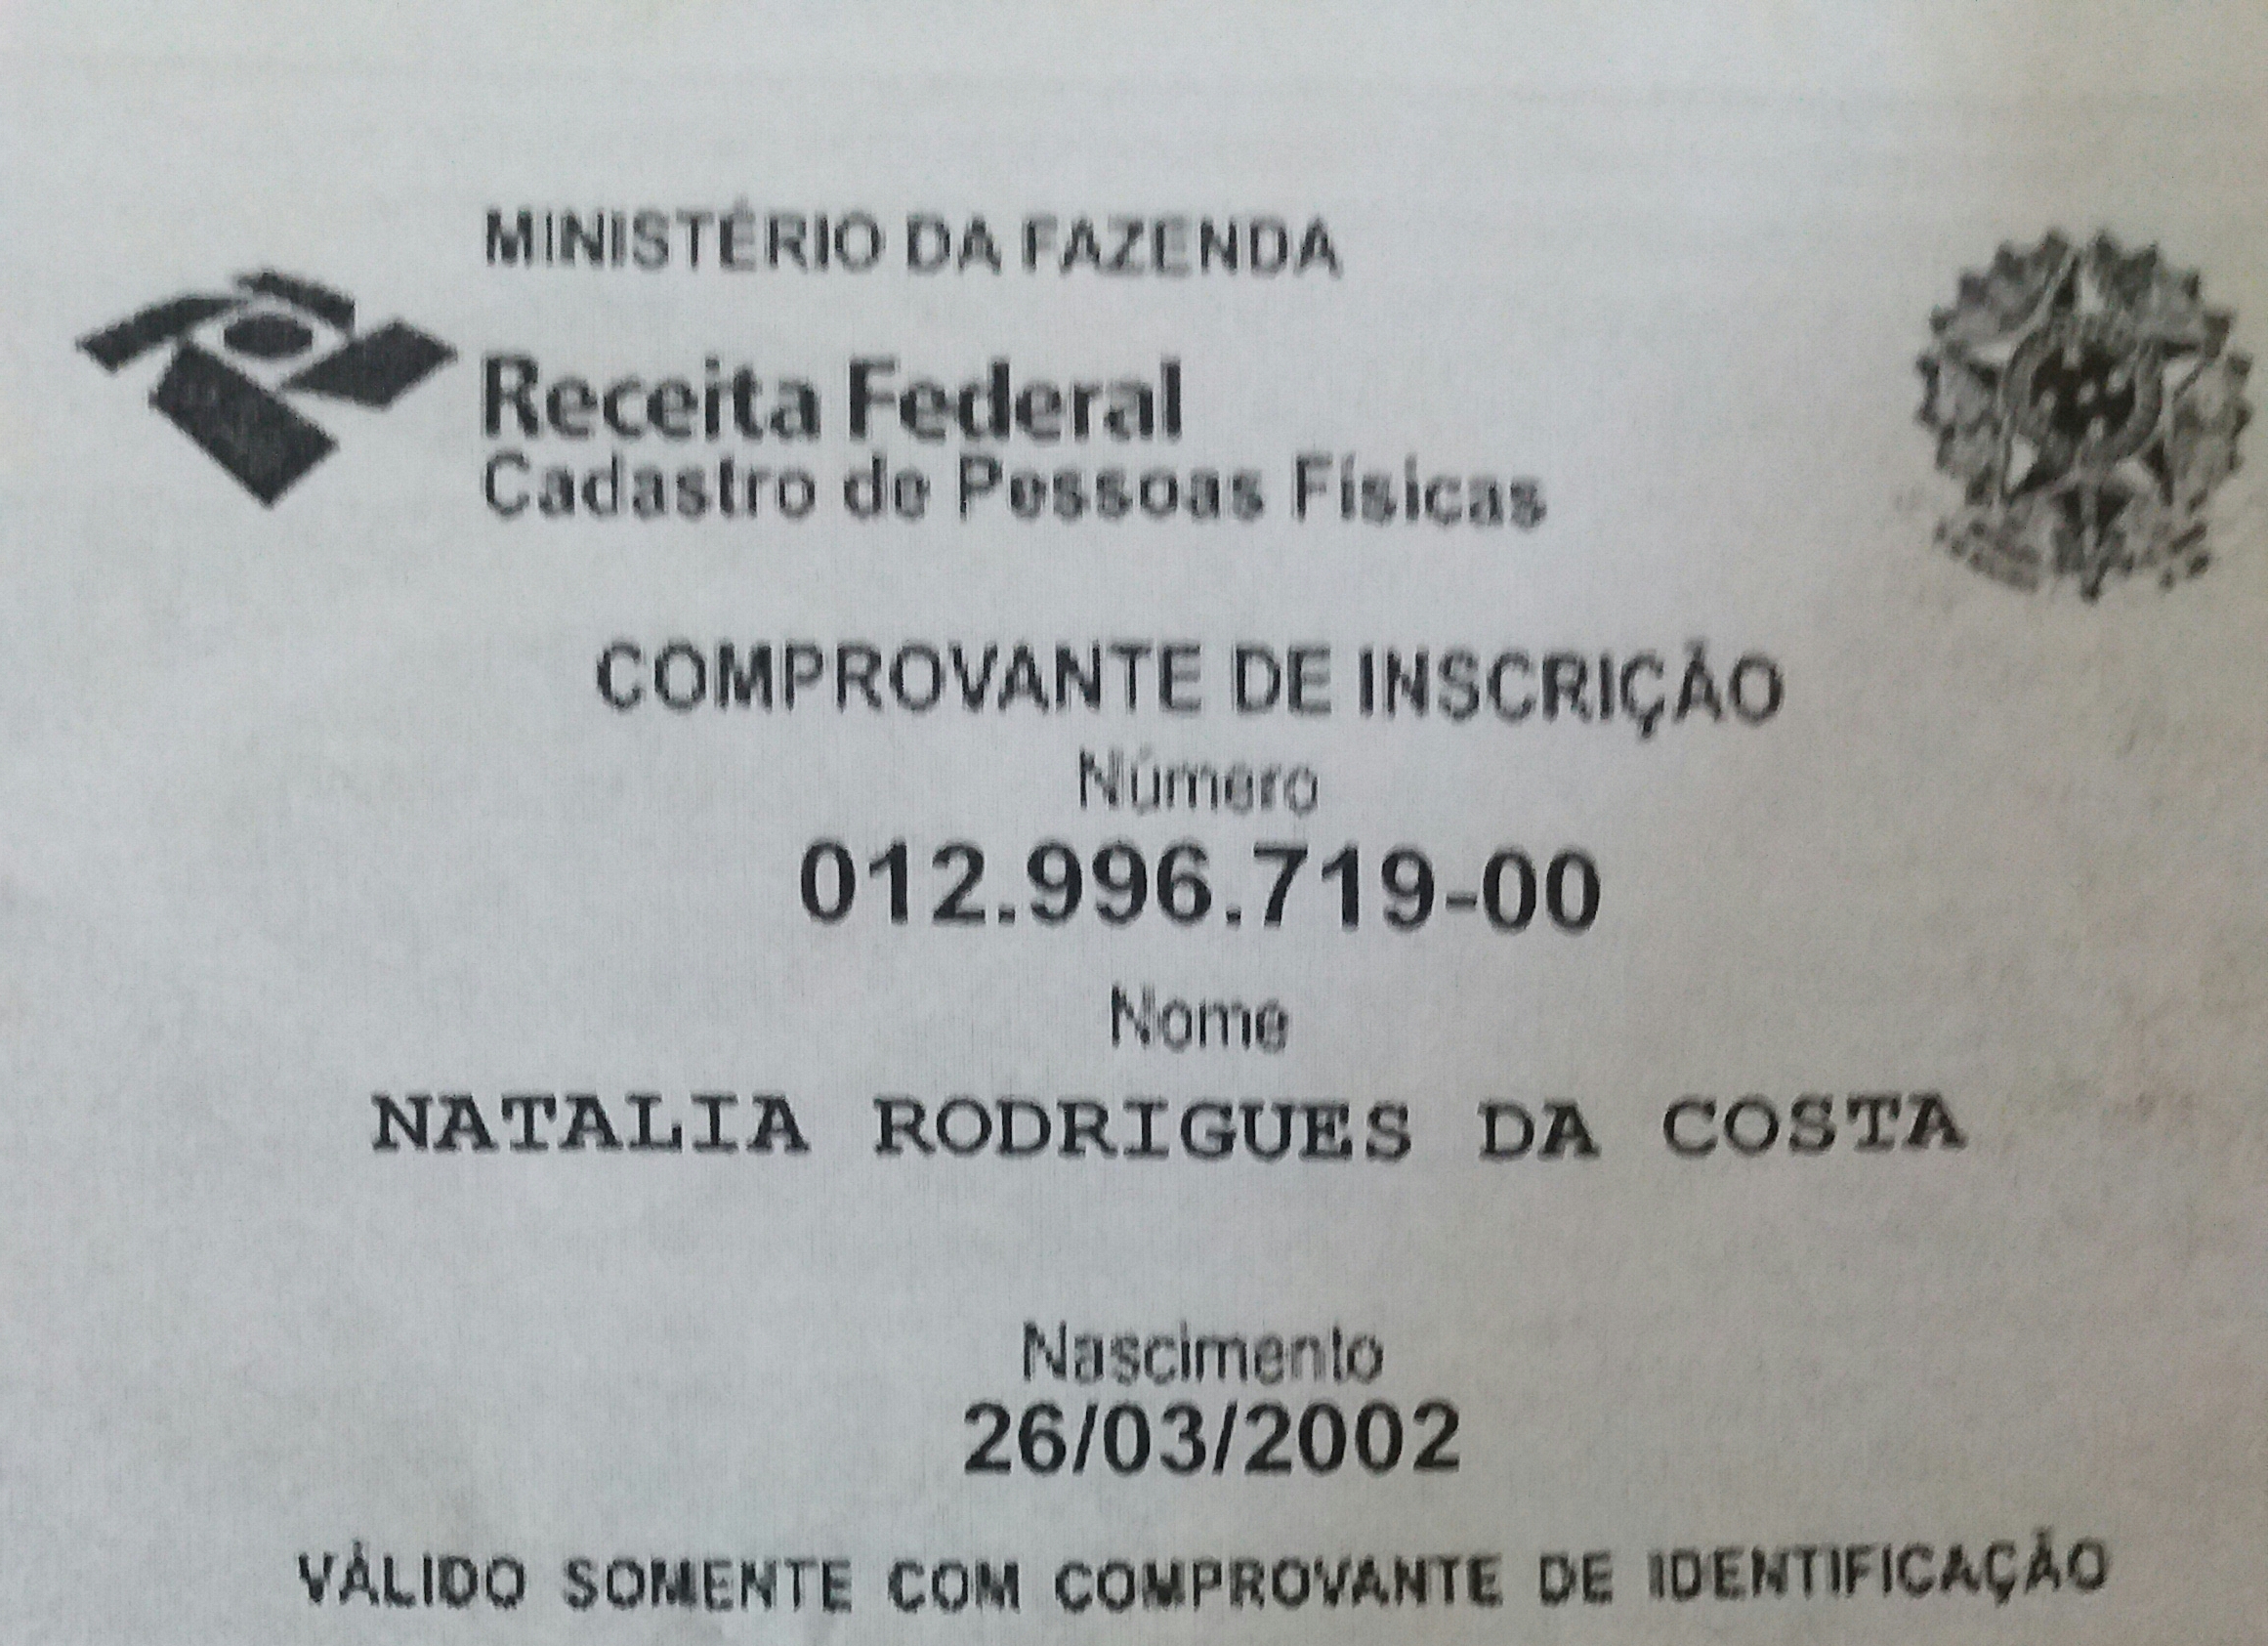 MINISTÉRIO DA FAZENDA
Receita Federal
Cadastro de Pessoas Físicas
COMPROVANTE DE INSCRIÇÃO
Número
012.996.719-00
Nome
NATALIA RODRIGUES DA COSTA
Nascimento
26/03/2002
VÁLIDO SOMENTE COM COMPROVANTE DE IDENTIFICAÇÃO